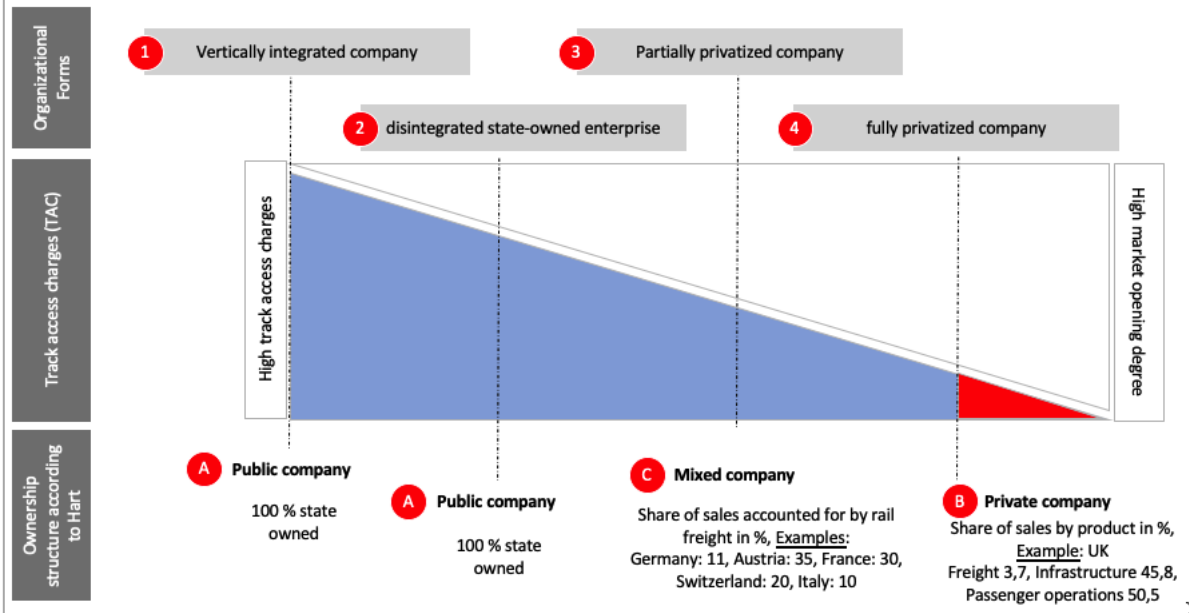 Organizational
Forms
1 Vertically integrated company
3 Partially privatized company
2 disintegrated state-owned enterprise
4 fully privatized company
Track access charges (TAC)
High track access charges
High market opening
degree
Ownership
structure according
to Hart
A Public company
100 % state
owned
A Public company
100 % state
owned
C Mixed company
Share of sales accounted for by rail
freight in %, Examples:
Germany: 11, Austria: 35, France: 30,
Switzerland: 20, Italy: 10
B Private company
Share of sales by product in %,
Example: UK
Freight 3,7, Infrastructure 45,8,
Passenger operations 50,5